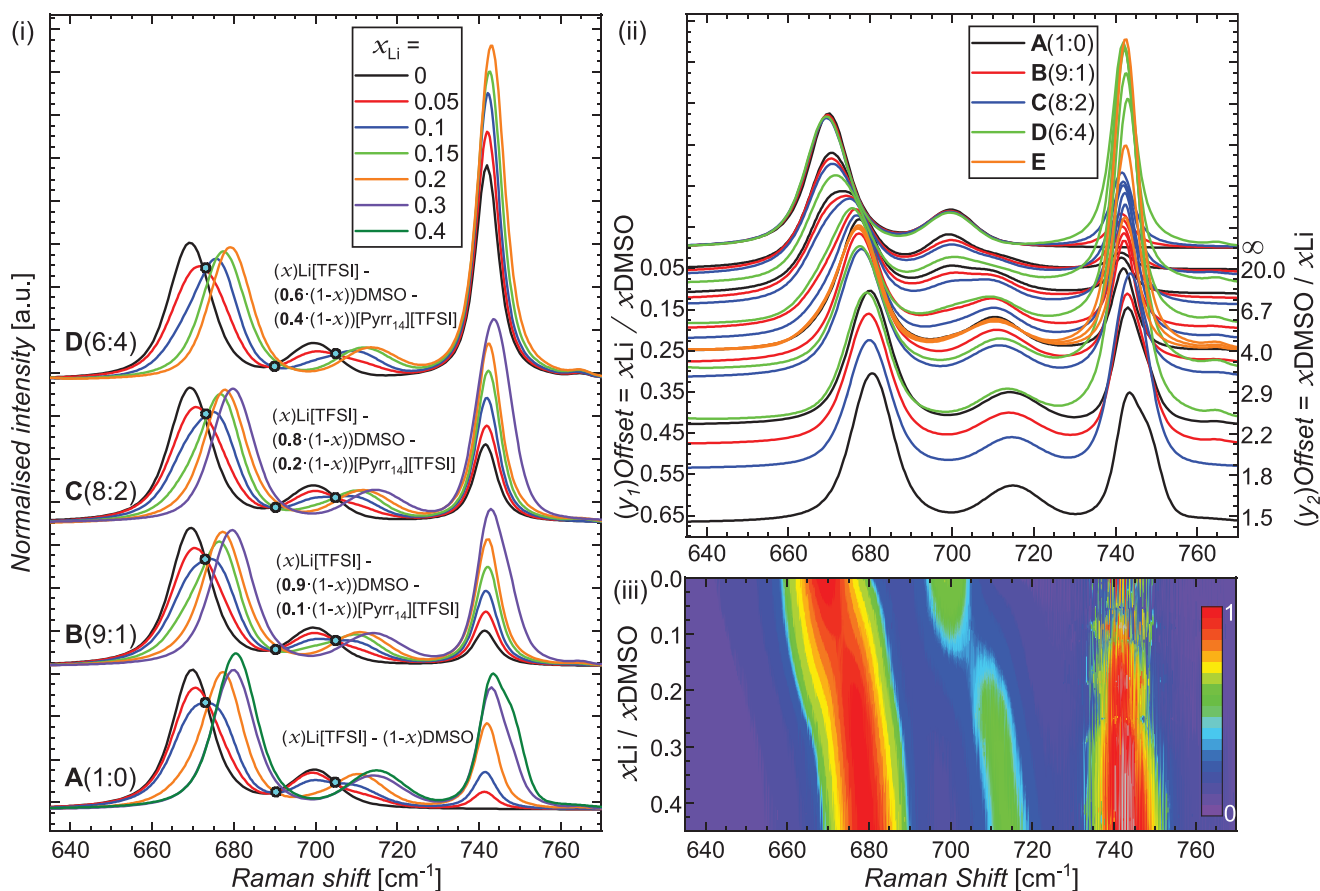 (i)
Normalised intensity [a.u.]
xLi =
0
0.05
0.1
0.15
0.2
0.3
0.4
(x)Li[TFSI] -
(0.6·(1-x))DMSO -
(0.4·(1-x))[Pyrr14][TFSI]
D(6:4)
(x)Li[TFSI] -
(0.8·(1-x))DMSO -
(0.2·(1-x))[Pyrr14][TFSI]
C(8:2)
(x)Li[TFSI] -
(0.9·(1-x))DMSO -
(0.1·(1-x))[Pyrr14][TFSI]
B(9:1)
(x)Li[TFSI] - (1-x)DMSO
A(1:0)
640 660 680 700 720 740 760
Raman shift [cm-1]
(ii)
A(1:0)
B(9:1)
C(8:2)
D(6:4)
E
(y1)Offset = xLi / xDMSO
0.05
0.15
0.25
0.35
0.45
0.55
0.65
∞
20.0
6.7
4.0
2.9
2.2
1.8
1.5
(y2)Offset = xDMSO / xLi
640 660 680 700 720 740 760
(iii)
xLi / xDMSO
0.0
0.1
0.2
0.3
0.4
1
0
640 660 680 700 720 740 760
Raman Shift [cm-1]